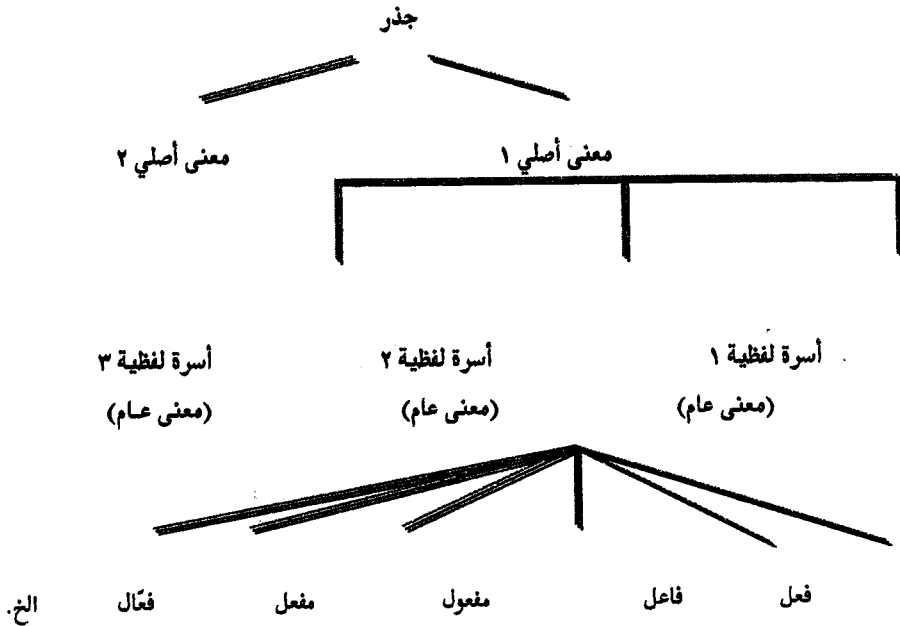 جذر
معنى أصلي ١ معنى أصلي ٢
أسرة لفظية ١ أسرة لفظية ٢ أسرة لفظية ٣
(معنى عام) (معنى عام) (معنى عـام)
فعل فاعل مفعول مفعل فعّال الخ.